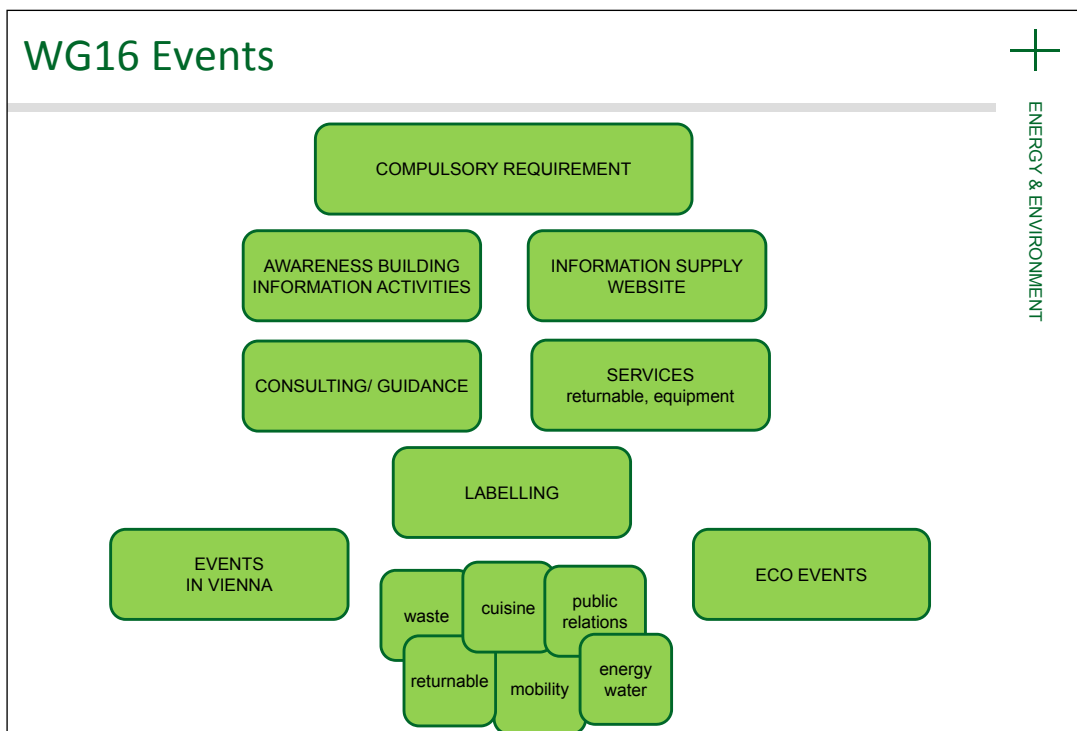 WG16 Events
ENERGY & ENVIRONMENT
COMPULSORY REQUIREMENT
AWARENESS BUILDING
INFORMATION ACTIVITIES
INFORMATION SUPPLY
WEBSITE
CONSULTING/ GUIDANCE
SERVICES
returnable, equipment
LABELLING
EVENTS
IN VIENNA
ECO EVENTS
waste
cuisine
public
relations
returnable
mobility
energy
water